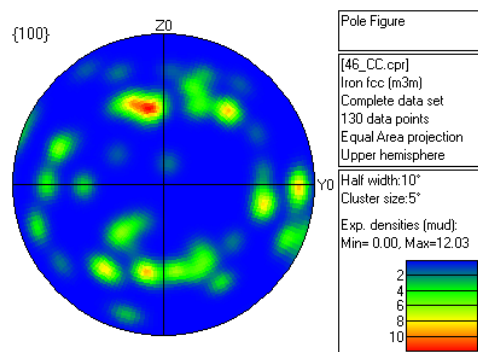 {100}
Z0
Y0
Pole Figure
[46_CC.cpr]
Iron fcc (m3m)
Complete data set
130 data points
Equal Area projection
Upper hemisphere
Half width:10°
Cluster size:5°
Exp. densities (mud):
Min= 0.00, Max=12.03
2
4
6
8
10